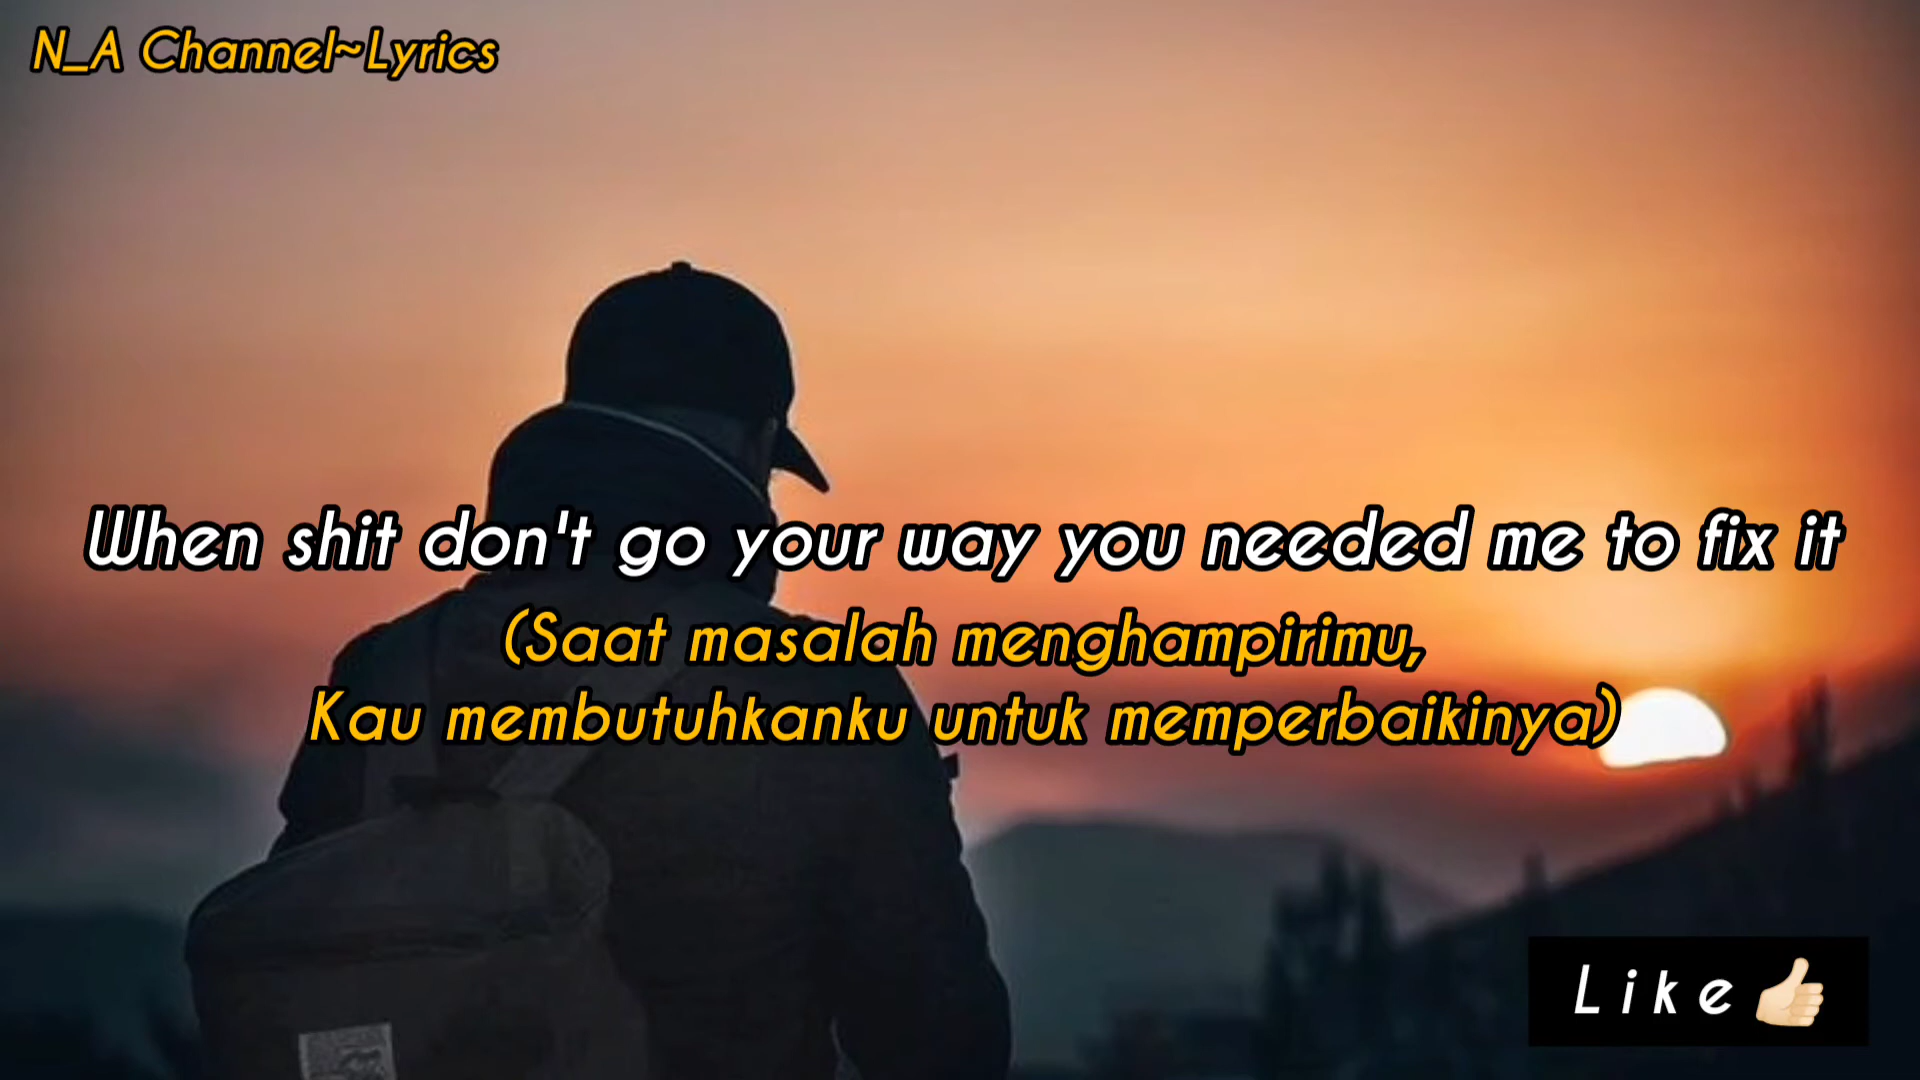 N_A Channel~Lyrics
When shit don't go your way you needed me to fix it
(Saat masalah menghampirimu,
Kau membutuhkanku untuk memperbaikinya)
Like👍🏻